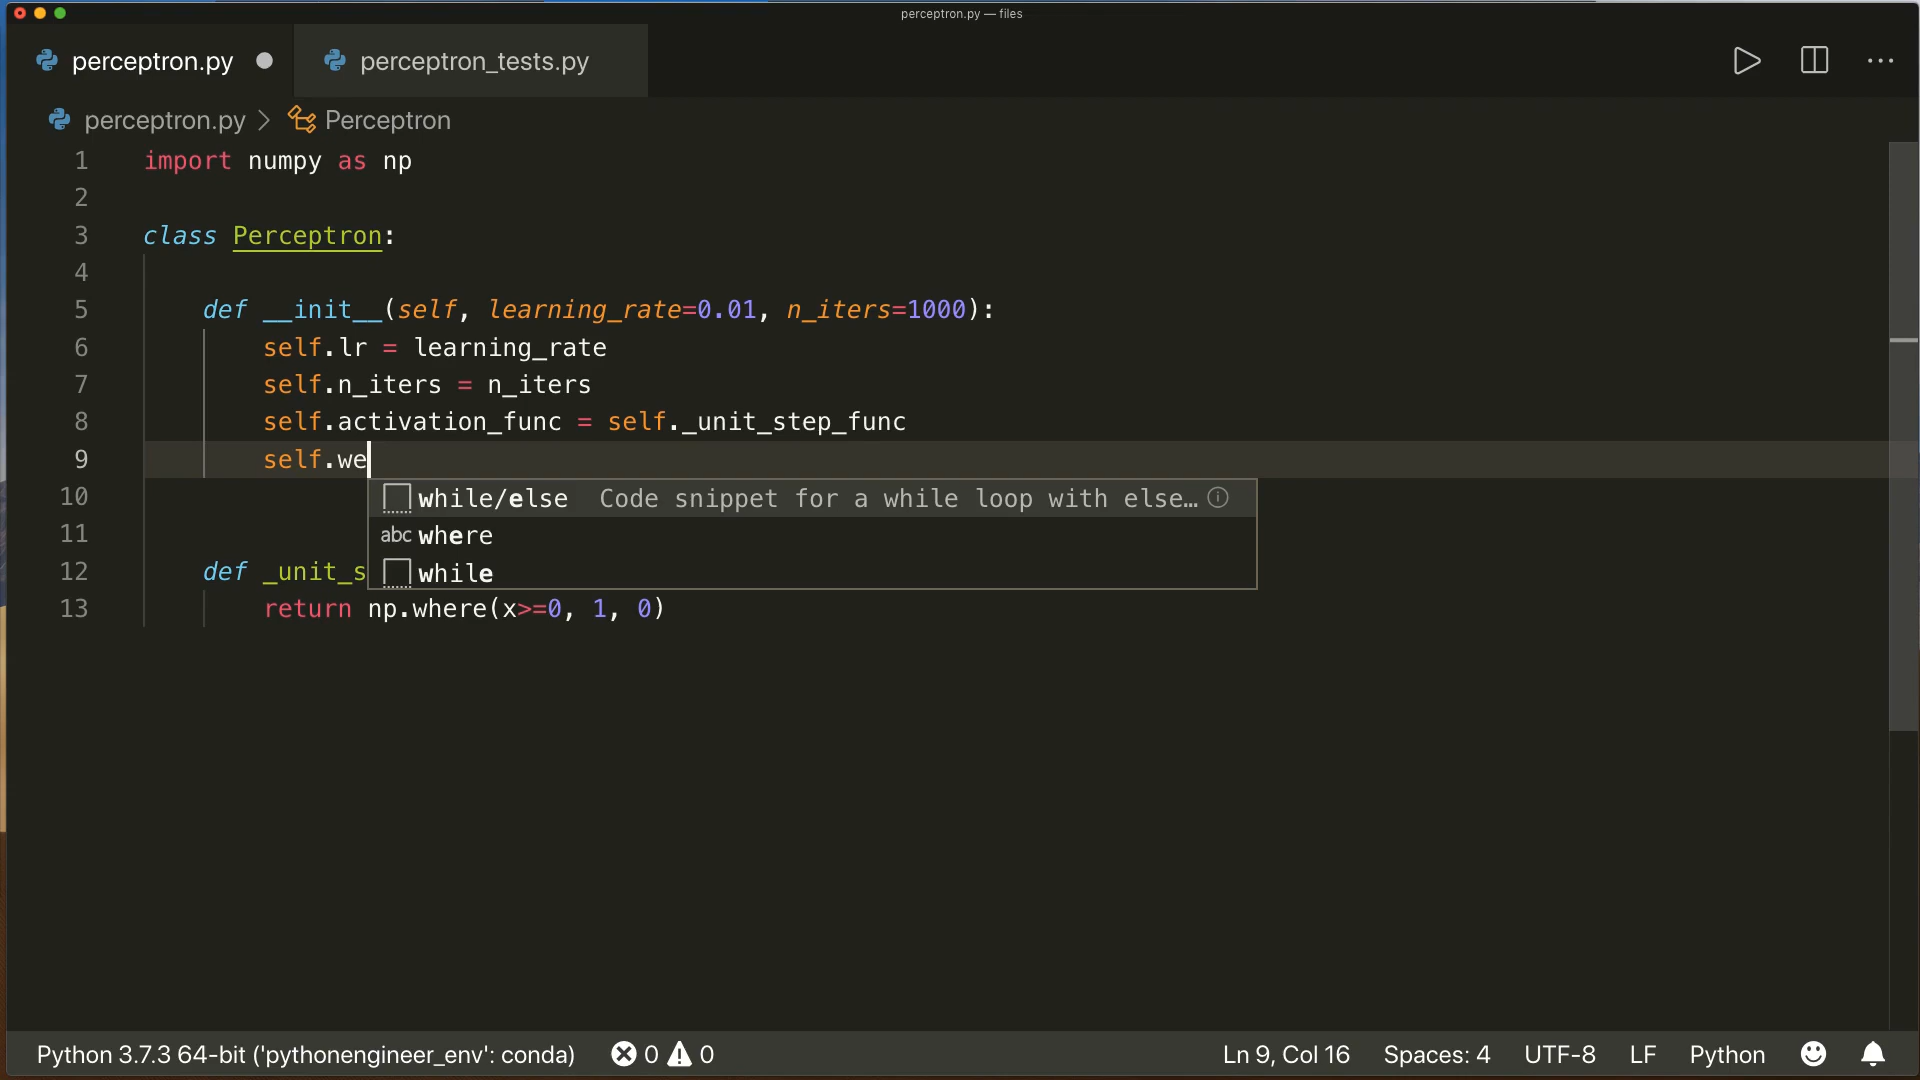 perceptron.py — files
perceptron.py perceptron_tests.py
perceptron.py > Perceptron
1 import numpy as np
2
3 class Perceptron:
4
5 def __init__(self, learning_rate=0.01, n_iters=1000):
6 self.lr = learning_rate
7 self.n_iters = n_iters
8 self.activation_func = self._unit_step_func
9 self.we
while/else Code snippet for a while loop with else…
10
abc where
11
while
12 def _unit_s
13 return np.where(x>=0, 1, 0)
Python 3.7.3 64-bit ('pythonengineer_env': conda) 0 0 Ln 9, Col 16 Spaces: 4 UTF-8 LF Python